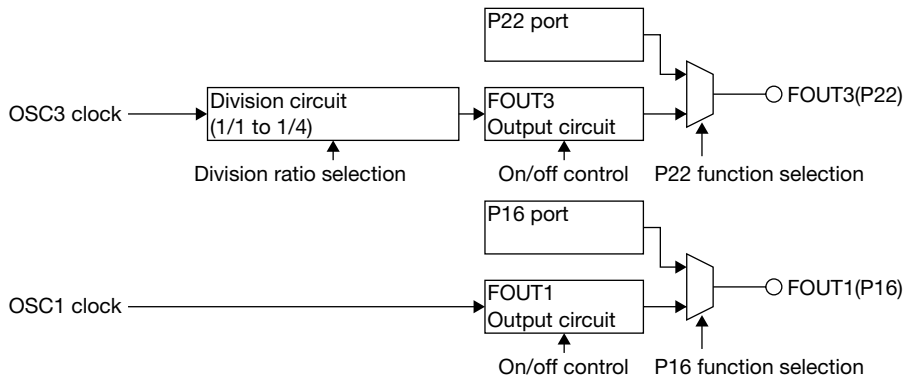 P22 port
OSC3 clock
Division circuit
(1/1 to 1/4)
FOUT3
Output circuit
FOUT3(P22)
Division ratio selection
On/off control
P22 function selection
P16 port
OSC1 clock
FOUT1
Output circuit
FOUT1(P16)
On/off control
P16 function selection